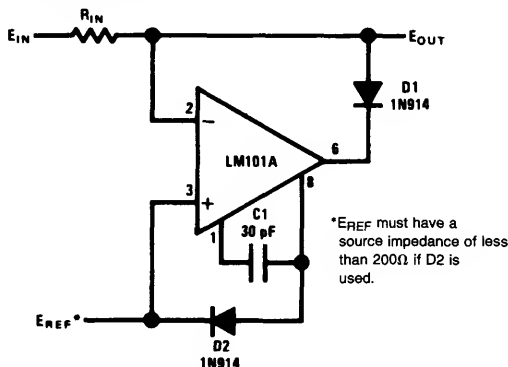 RIN
EIN
EOUT
D1
1N914
2
−
LM101A
6
8
3
+
C1
30 pF
1
*EREF must have a
source impedance of less
than 200Ω if D2 is
used.
EREF*
D2
1N914